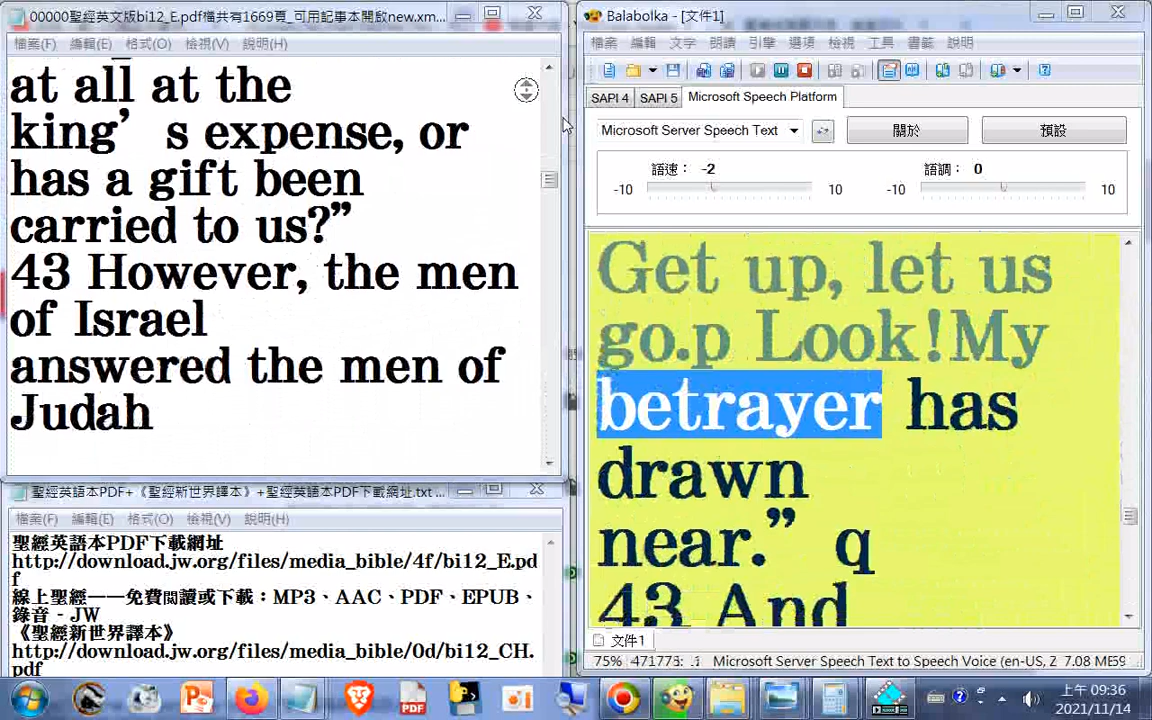 00000聖經英文版bi12_E.pdf檔共有1669頁_可用記事本開啟new.xm...
檔案(F) 編輯(E) 格式(O) 檢視(V) 說明(H)
at all at the
king’s expense, or
has a gift been
carried to us?”
43 However, the men
of Israel
answered the men of
Judah
聖經英語本PDF+《聖經新世界譯本》+聖經英語本PDF下載網址.txt ...
檔案(F) 編輯(E) 格式(O) 檢視(V) 說明(H)
聖經英語本PDF下載網址
http://download.jw.org/files/media_bible/4f/bi12_E.pd
f
線上聖經——免費閱讀或下載：MP3、AAC、PDF、EPUB、
錄音 - JW
《聖經新世界譯本》
http://download.jw.org/files/media_bible/0d/bi12_CH.
pdf
Balabolka - [文件1]
檔案 編輯 文字 朗讀 引擎 選項 檢視 工具 書籤 說明
SAPI 4 SAPI 5 Microsoft Speech Platform
Microsoft Server Speech Text 關於 預設
語速： -2 語調： 0
-10 10 -10 10
Get up, let us
go.p Look!My
betrayer has
drawn
near.” q
43 And
文件1
75% Microsoft Server Speech Text to Speech Voice (en-US, Z 7.08 ME
上午 09:36
2021/11/14